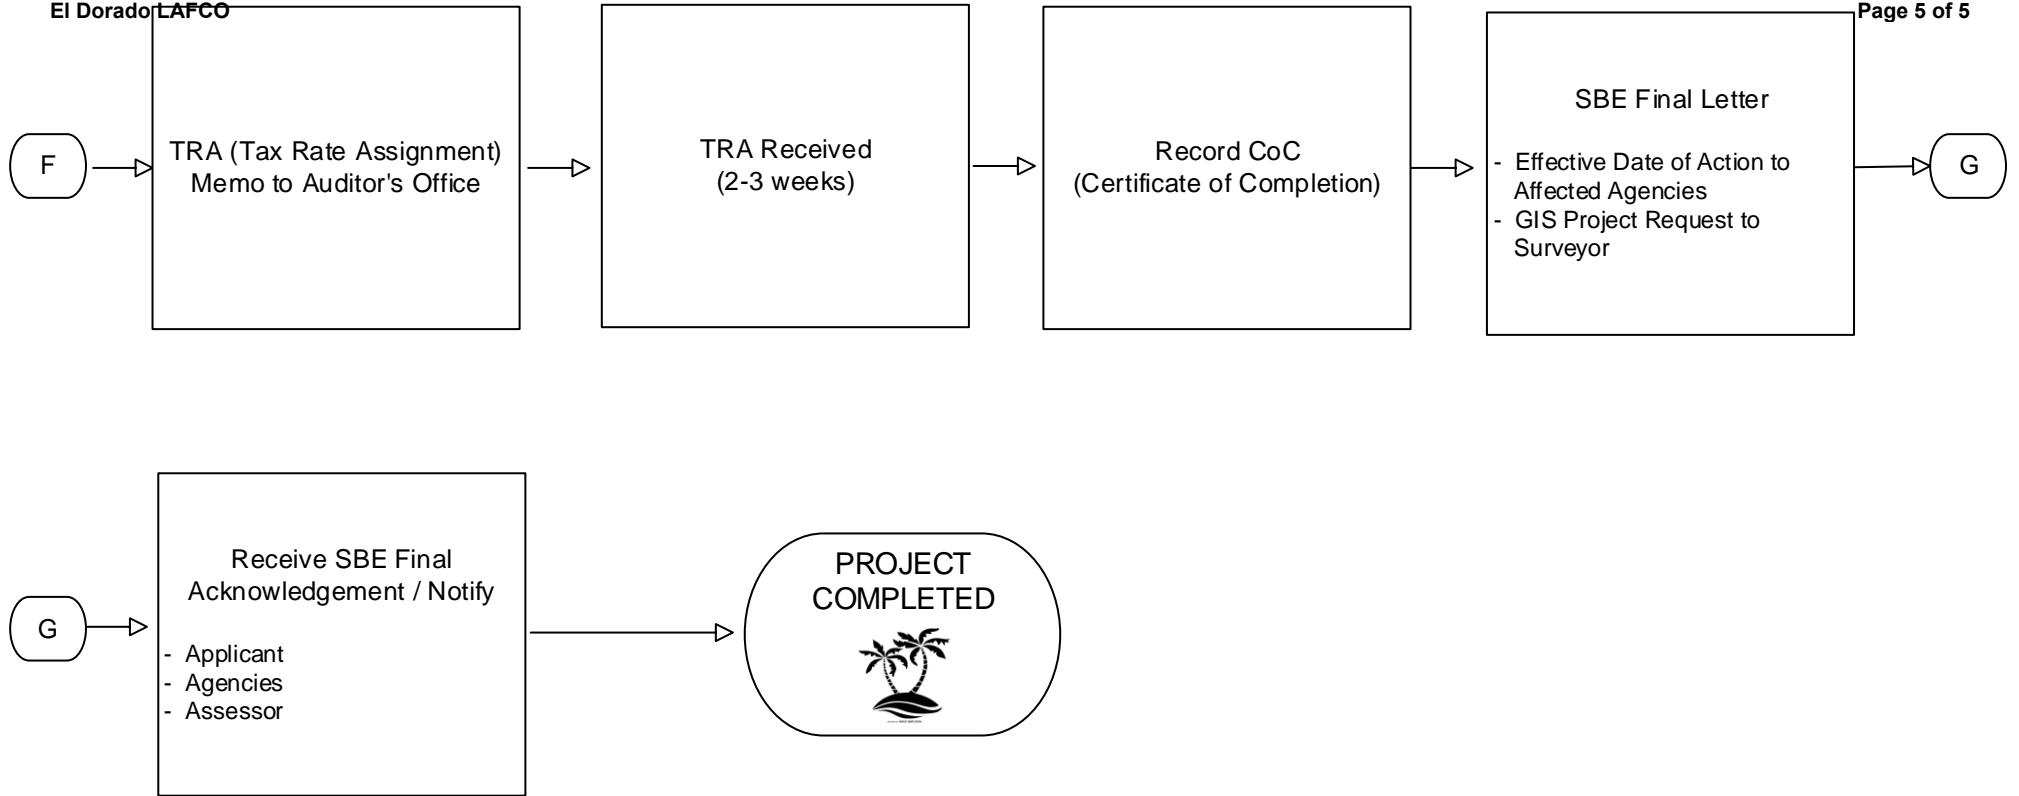 El Dorado LAFCO
Page 5 of 5
F
TRA (Tax Rate Assignment)
Memo to Auditor's Office
TRA Received
(2-3 weeks)
Record CoC
(Certificate of Completion)
SBE Final Letter
- Effective Date of Action to
Affected Agencies
- GIS Project Request to
Surveyor
G
G
Receive SBE Final
Acknowledgement / Notify
- Applicant
- Agencies
- Assessor
PROJECT
COMPLETED